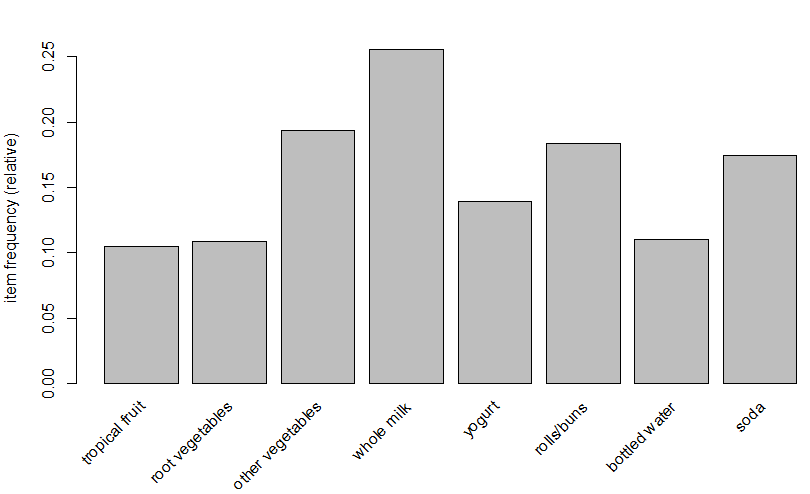 item frequency (relative)
0.25
0.20
0.15
0.10
0.05
0.00
tropical fruit
root vegetables
other vegetables
whole milk
yogurt
rolls/buns
bottled water
soda